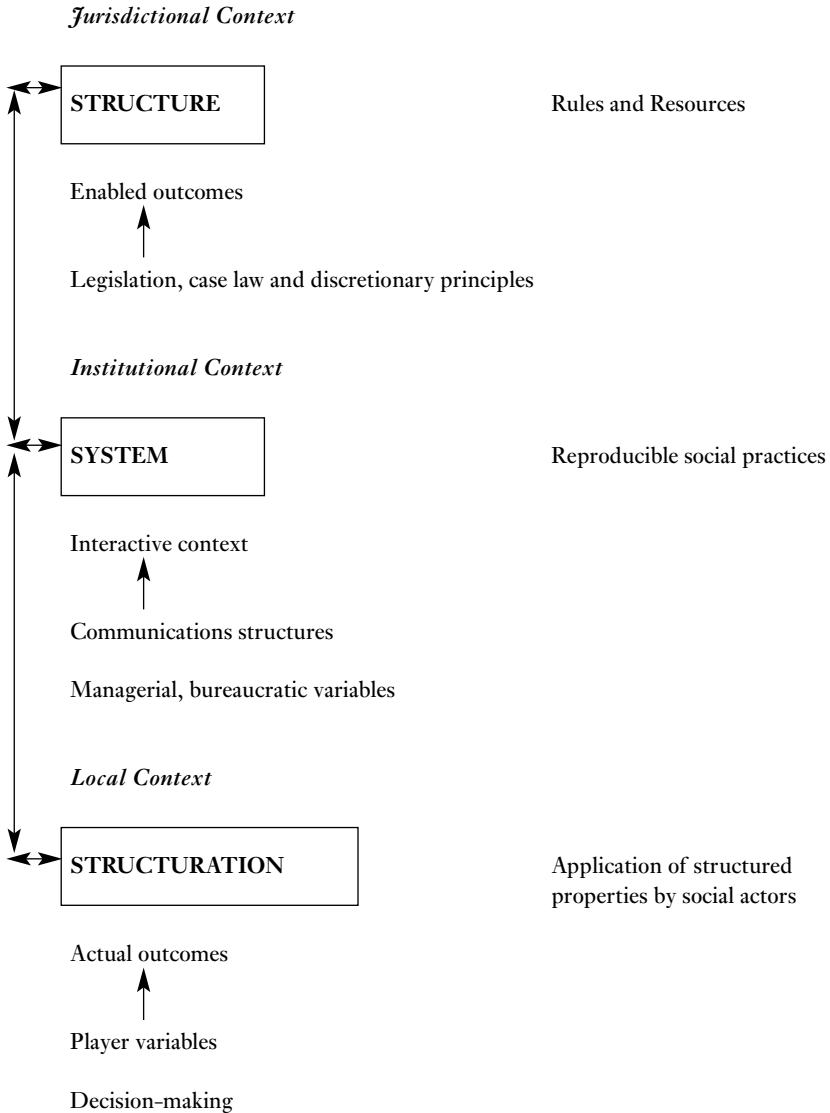 Jurisdictional Context
STRUCTURE
Rules and Resources
Enabled outcomes
Legislation, case law and discretionary principles
Institutional Context
SYSTEM
Reproducible social practices
Interactive context
Communications structures
Managerial, bureaucratic variables
Local Context
STRUCTURATION
Application of structured
properties by social actors
Actual outcomes
Player variables
Decision-making